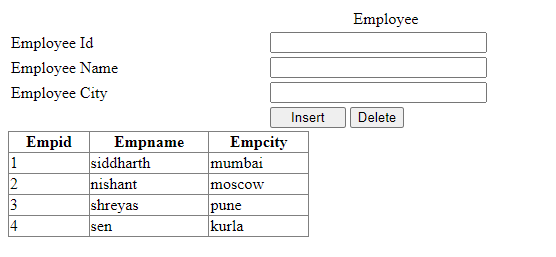 Employee
Employee Id
Employee Name
Employee City
Insert Delete
Empid Empname Empcity
1 siddharth mumbai
2 nishant moscow
3 shreyas pune
4 sen kurla